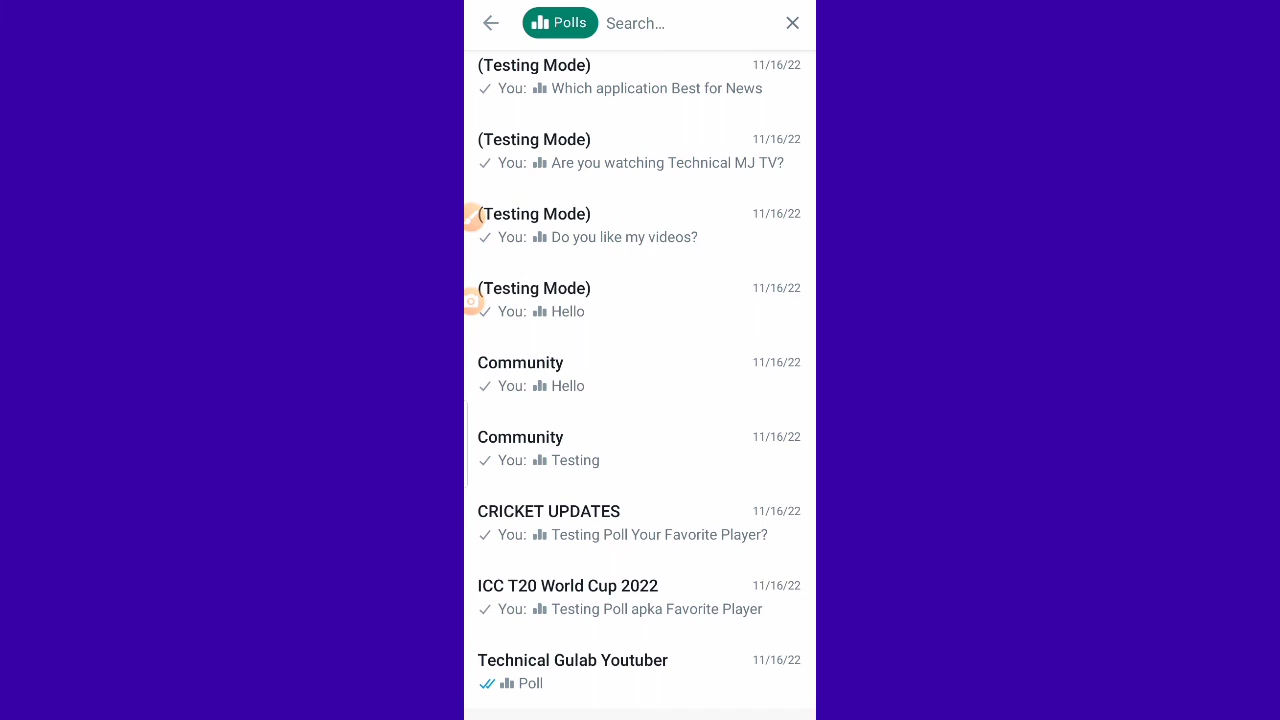 Polls Search...
(Testing Mode) 11/16/22
You: Which application Best for News
(Testing Mode) 11/16/22
You: Are you watching Technical MJ TV?
(Testing Mode) 11/16/22
You: Do you like my videos?
(Testing Mode) 11/16/22
You: Hello
Community 11/16/22
You: Hello
Community 11/16/22
You: Testing
CRICKET UPDATES 11/16/22
You: Testing Poll Your Favorite Player?
ICC T20 World Cup 2022 11/16/22
You: Testing Poll apka Favorite Player
Technical Gulab Youtuber 11/16/22
Poll